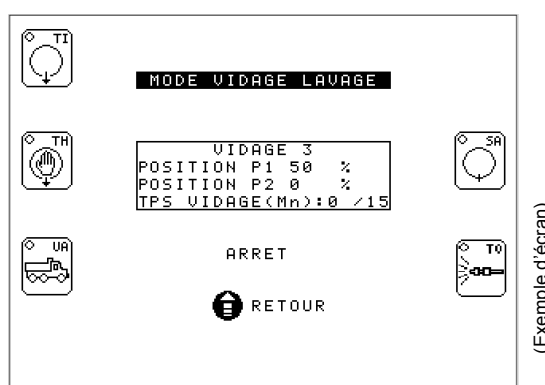 TI
MODE VIDAGE LAVAGE
TH
SA
VIDAGE 3
POSITION P1 50 %
POSITION P2 0 %
TPS VIDAGE(Mn):0 /15
VA
TO
ARRET
RETOUR
(Exemple d'écran)